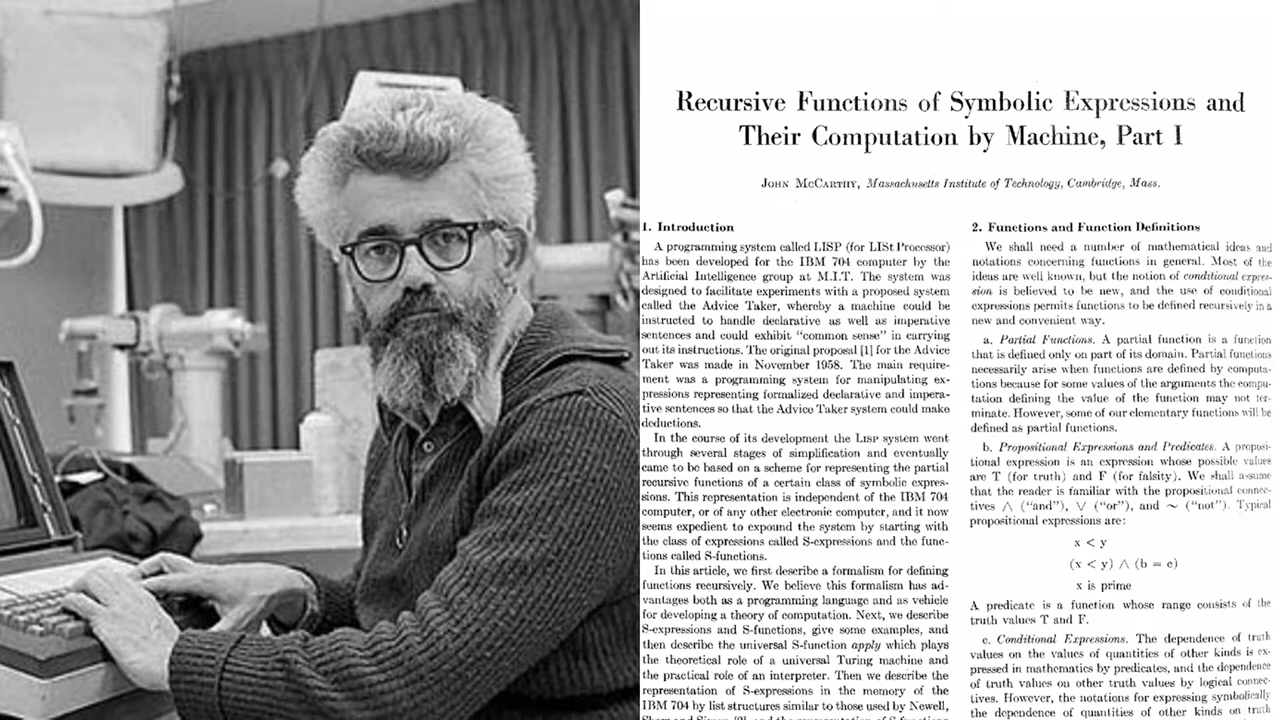 Recursive Functions of Symbolic Expressions and
Their Computation by Machine, Part I
JOHN MCCARTHY, Massachusetts Institute of Technology, Cambridge, Mass.
1. Introduction
A programming system called LISP (for LISt Processor)
has been developed for the IBM 704 computer by the
Artificial Intelligence group at M.I.T. The system was
designed to facilitate experiments with a proposed system
called the Advice Taker, whereby a machine could be
instructed to handle declarative as well as imperative
sentences and could exhibit “common sense” in carrying
out its instructions. The original proposal [1] for the Advice
Taker was made in November 1958. The main require-
ment was a programming system for manipulating ex-
pressions representing formalized declarative and impera-
tive sentences so that the Advice Taker system could make
deductions.
In the course of its development the LISP system went
through several stages of simplification and eventually
came to be based on a scheme for representing the partial
recursive functions of a certain class of symbolic expres-
sions. This representation is independent of the IBM 704
computer, or of any other electronic computer, and it now
seems expedient to expound the system by starting with
the class of expressions called S-expressions and the func-
tions called S-functions.
In this article, we first describe a formalism for defining
functions recursively. We believe this formalism has ad-
vantages both as a programming language and as vehicle
for developing a theory of computation. Next, we describe
S-expressions and S-functions, give some examples, and
then describe the universal S-function apply which plays
the theoretical role of a universal Turing machine and
the practical role of an interpreter. Then we describe the
representation of S-expressions in the memory of the
IBM 704 by list structures similar to those used by Newell,
2. Functions and Function Definitions
We shall need a number of mathematical ideas and
notations concerning functions in general. Most of the
ideas are well known, but the notion of conditional expres-
sion is believed to be new, and the use of conditional
expressions permits functions to be defined recursively in a
new and convenient way.
a. Partial Functions. A partial function is a function
that is defined only on part of its domain. Partial functions
necessarily arise when functions are defined by computa-
tions because for some values of the arguments the compu-
tation defining the value of the function may not ter-
minate. However, some of our elementary functions will be
defined as partial functions.
b. Propositional Expressions and Predicates. A proposi-
tional expression is an expression whose possible values
are T (for truth) and F (for falsity). We shall assume
that the reader is familiar with the propositional connec-
tives ∧ (“and”), ∨ (“or”), and ~ (“not”). Typical
propositional expressions are:
x < y
(x < y) ∧ (b = c)
x is prime
A predicate is a function whose range consists of the
truth values T and F.
c. Conditional Expressions. The dependence of truth
values on the values of quantities of other kinds is ex-
pressed in mathematics by predicates, and the dependence
of truth values on other truth values by logical connec-
tives. However, the notations for expressing symbolically
the dependence of quantities of other kinds on truth